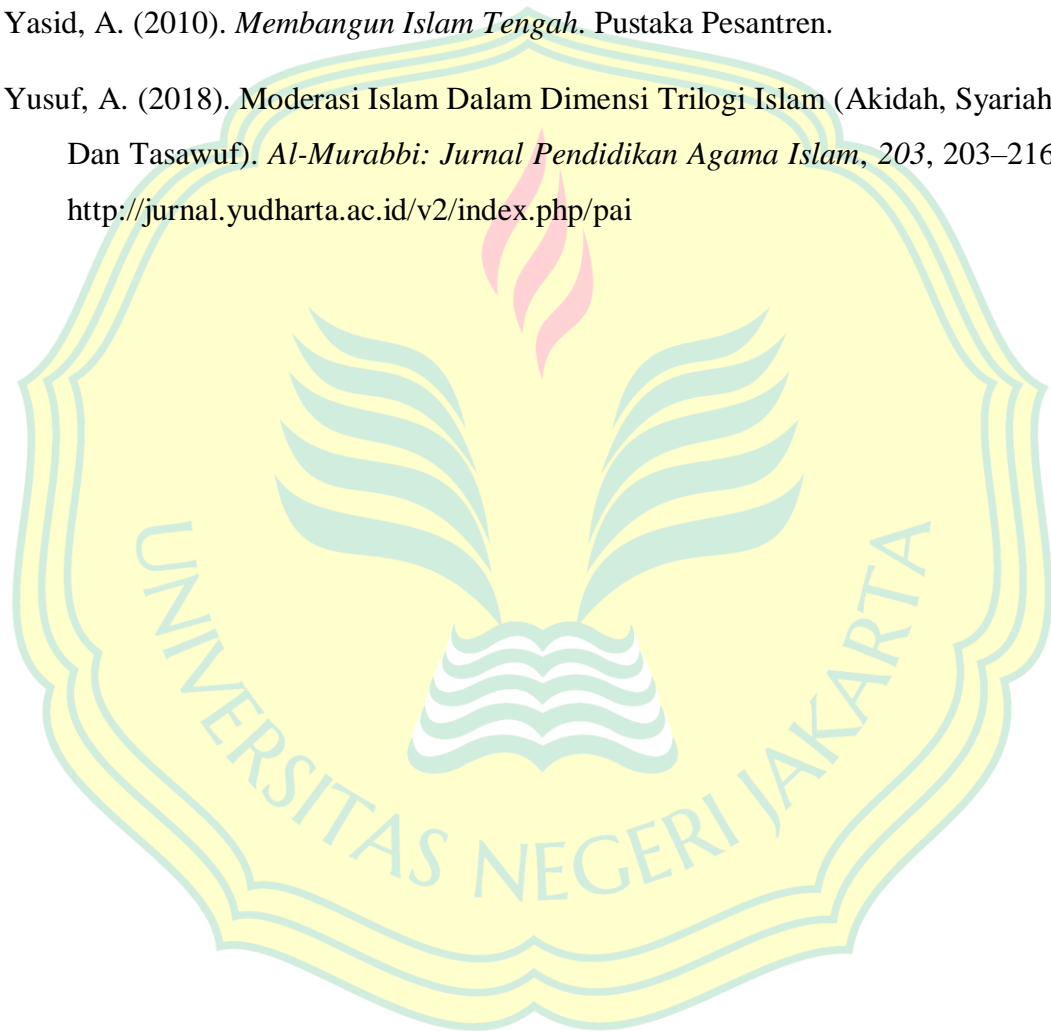 Yasid, A. (2010). Membangun Islam Tengah. Pustaka Pesantren.
Yusuf, A. (2018). Moderasi Islam Dalam Dimensi Trilogi Islam (Akidah, Syariah
Dan Tasawuf). Al-Murabbi: Jurnal Pendidikan Agama Islam, 203, 203–216
http://jurnal.yudharta.ac.id/v2/index.php/pai
UNIVERSITAS NEGERI JAKARTA